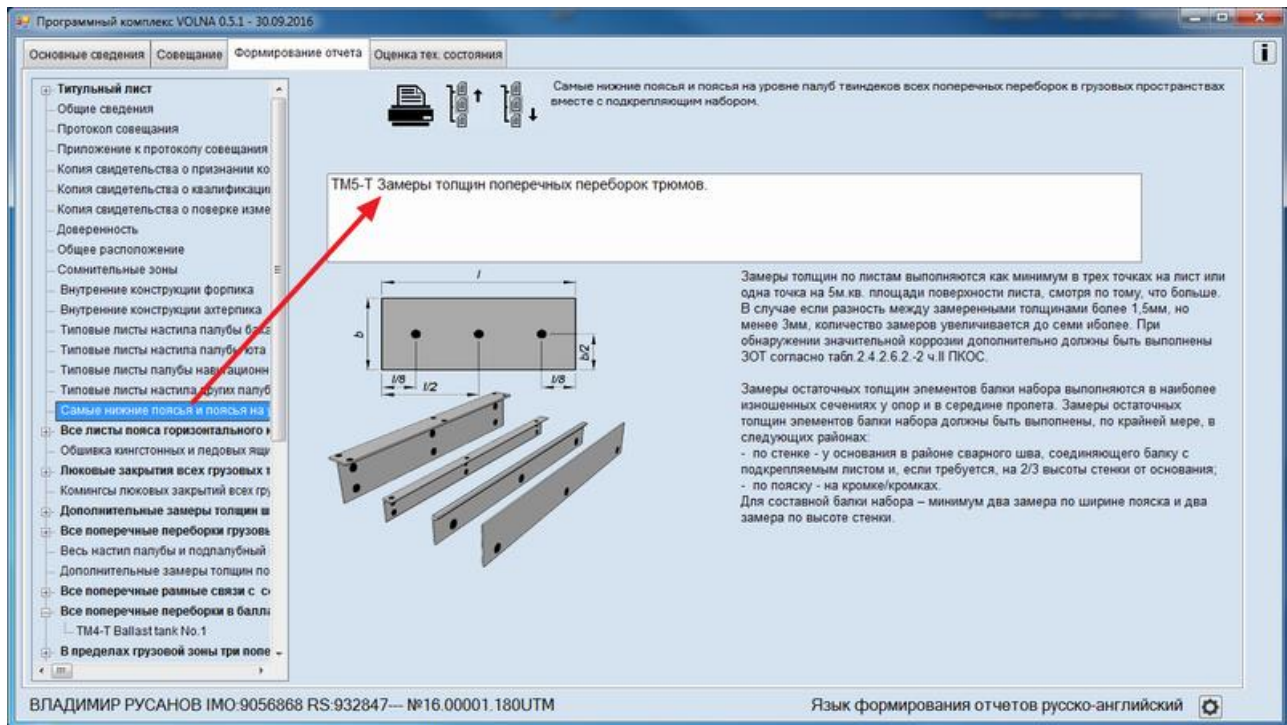 Программный комплекс VOLNA 0.5.1 - 30.09.2016
Основные сведения Совещание Формирование отчета Оценка тех. состояния
Титульный лист
Общие сведения
Протокол совещания
Приложение к протоколу совещания
Копия свидетельства о признании ко
Копия свидетельства о квалификаци
Копия свидетельства о поверке изме
Доверенность
Общее расположение
Сомнительные зоны
Внутренние конструкции форпика
Внутренние конструкции ахтерпика
Типовые листы настила палубы бака
Типовые листы настила палубы юта
Типовые листы палубы навигационн
Типовые листы настила других палуб
Самые нижние поясья и поясья на у
Все листы пояса горизонтального к
Обшивка кингстонных и ледовых ящи
Люковые закрытия всех грузовых т
Комингсы люковых закрытий всех гру
Дополнительные замеры толщин ш
Все поперечные переборки грузовы
Весь настил палубы и подпалубный
Дополнительные замеры толщин по
Все поперечные рамные связи с со
Все поперечные переборки в балла
TM4-T Ballast tank No.1
В пределах грузовой зоны три попе
Самые нижние поясья и поясья на уровне палуб твиндеков всех поперечных переборок в грузовых пространствах
вместе с подкрепляющим набором.
ТМ5-Т Замеры толщин поперечных переборок трюмов.
l
b
b/2
l/8
l/2
l/8
Замеры толщин по листам выполняются как минимум в трех точках на лист или
одна точка на 5м.кв. площади поверхности листа, смотря по тому, что больше.
В случае если разность между замеренными толщинами более 1,5мм, но
менее 3мм, количество замеров увеличивается до семи иболее. При
обнаружении значительной коррозии дополнительно должны быть выполнены
ЗОТ согласно табл.2.4.2.6.2.-2 ч.II ПКОС.
Замеры остаточных толщин элементов балки набора выполняются в наиболее
изношенных сечениях у опор и в середине пролета. Замеры остаточных
толщин элементов балки набора должны быть выполнены, по крайней мере, в
следующих районах:
- по стенке - у основания в районе сварного шва, соединяющего балку с
подкрепляемым листом и, если требуется, на 2/3 высоты стенки от основания;
- по пояску - на кромке/кромках.
Для составной балки набора – минимум два замера по ширине пояска и два
замера по высоте стенки.
ВЛАДИМИР РУСАНОВ IMO:9056868 RS:932847--- №16.00001.180UTM
Язык формирования отчетов русско-английский